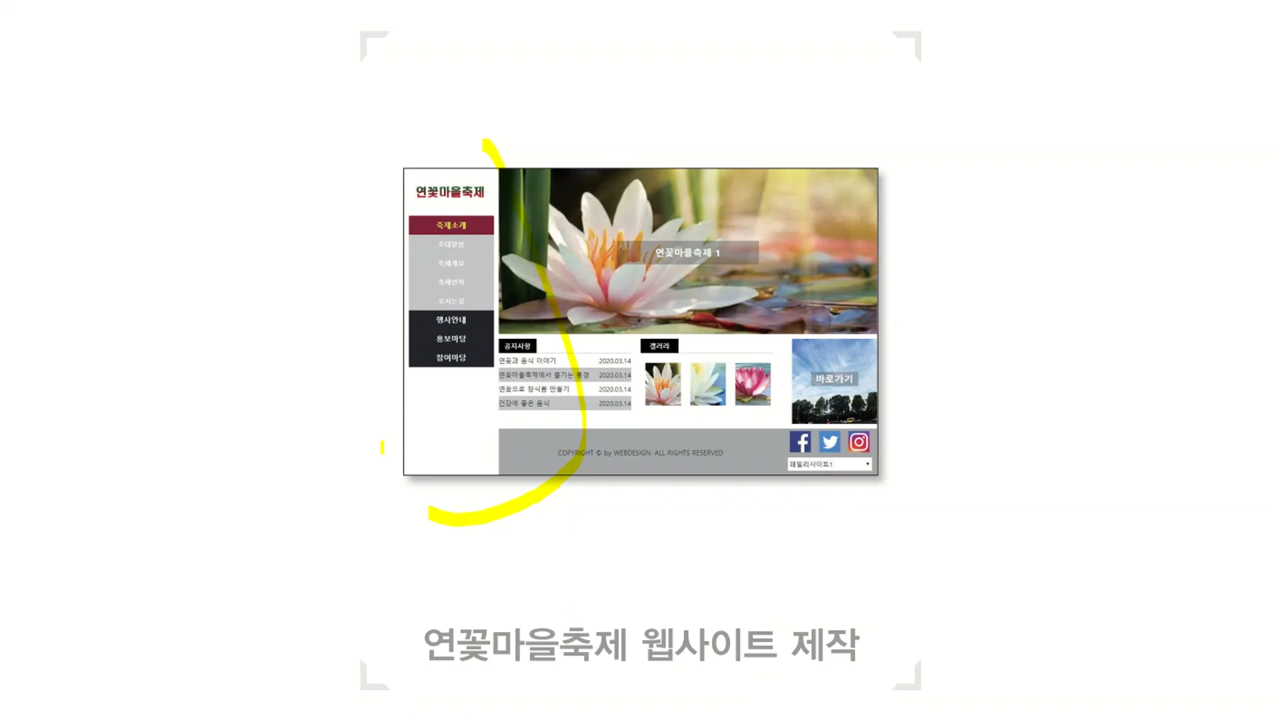 연꽃마을축제
축제소개
초대말씀
축제개요
축제연혁
오시는길
행사안내
홍보마당
참여마당
연꽃마을축제 1
공지사항
연꽃과 음식 이야기 2020.03.14
연꽃마을축제에서 즐기는 풍경 2020.03.14
연꽃으로 장식품 만들기 2020.03.14
건강에 좋은 음식 2020.03.14
갤러리
바로가기
COPYRIGHT © by WEBDESIGN. ALL RIGHTS RESERVED
패밀리사이트1
연꽃마을축제 웹사이트 제작